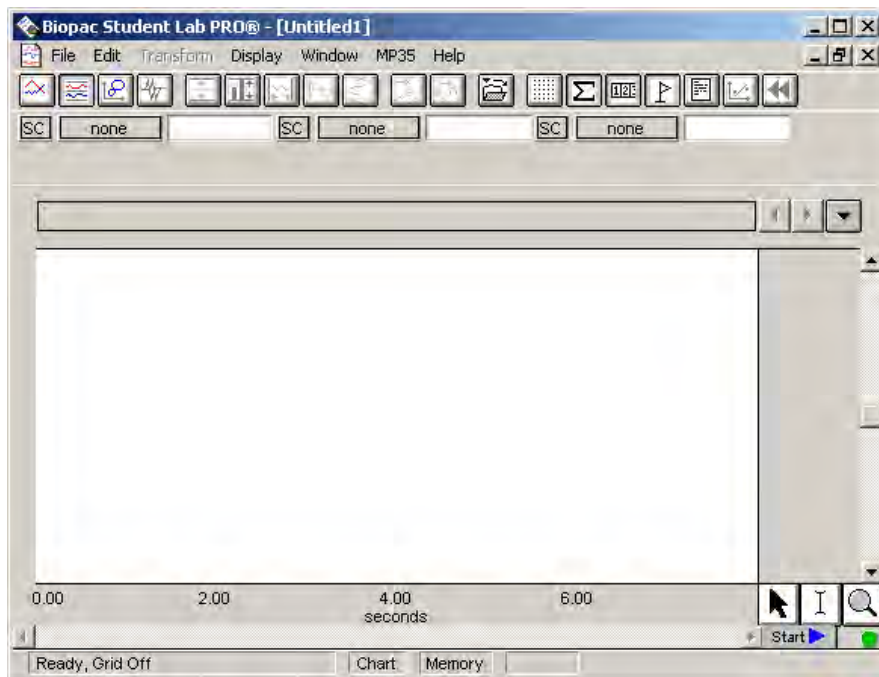 Biopac Student Lab PRO® - [Untitled1]
File Edit Transform Display Window MP35 Help
SC none SC none SC none
0.00 2.00 4.00 6.00
seconds
Start
Ready, Grid Off Chart Memory